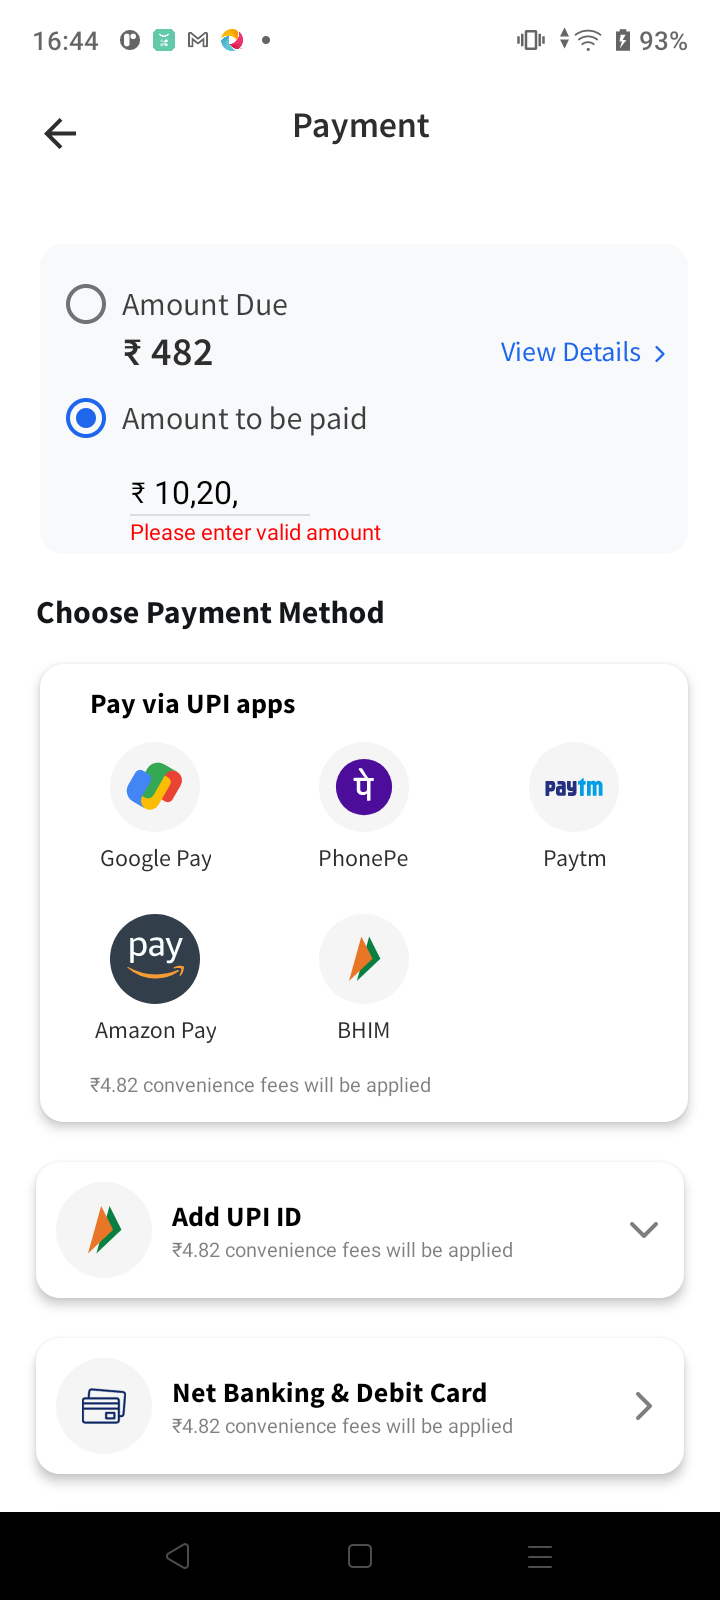 16:44
93%
Payment
Amount Due
₹ 482
View Details
Amount to be paid
₹ 10,20,
Please enter valid amount
Choose Payment Method
Pay via UPI apps
पे
paytm
Google Pay
PhonePe
Paytm
pay
Amazon Pay
BHIM
₹4.82 convenience fees will be applied
Add UPI ID
₹4.82 convenience fees will be applied
Net Banking & Debit Card
₹4.82 convenience fees will be applied